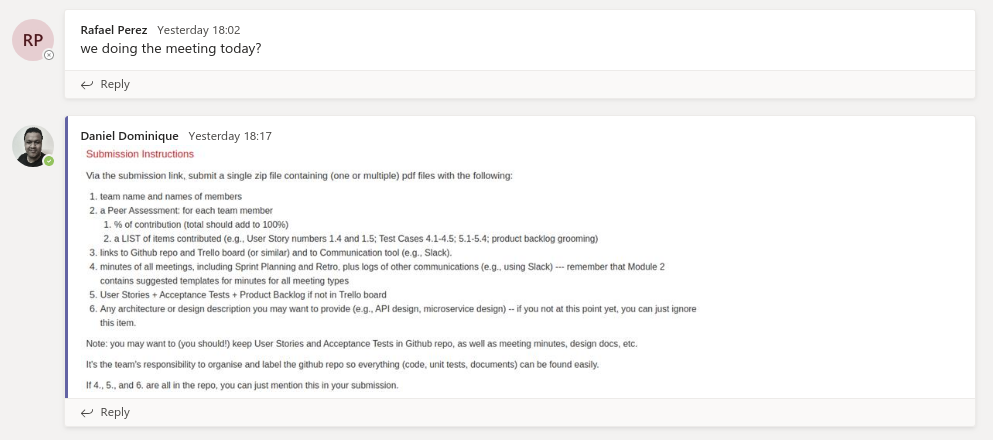 RP
Rafael Perez Yesterday 18:02
we doing the meeting today?
Reply
Daniel Dominique Yesterday 18:17
Submission Instructions
Via the submission link, submit a single zip file containing (one or multiple) pdf files with the following:
1. team name and names of members
2. a Peer Assessment: for each team member
1. % of contribution (total should add to 100%)
2. a LIST of items contributed (e.g., User Story numbers 1.4 and 1.5; Test Cases 4.1-4.5; 5.1-5.4; product backlog grooming)
3. links to Github repo and Trello board (or similar) and to Communication tool (e.g., Slack).
4. minutes of all meetings, including Sprint Planning and Retro, plus logs of other communications (e.g., using Slack) --- remember that Module 2
contains suggested templates for minutes for all meeting types
5. User Stories + Acceptance Tests + Product Backlog if not in Trello board
6. Any architecture or design description you may want to provide (e.g., API design, microservice design) -- if you not at this point yet, you can just ignore
this item.
Note: you may want to (you should!) keep User Stories and Acceptance Tests in Github repo, as well as meeting minutes, design docs, etc.
It's the team's responsibility to organise and label the github repo so everything (code, unit tests, documents) can be found easily.
If 4., 5., and 6. are all in the repo, you can just mention this in your submission.
Reply